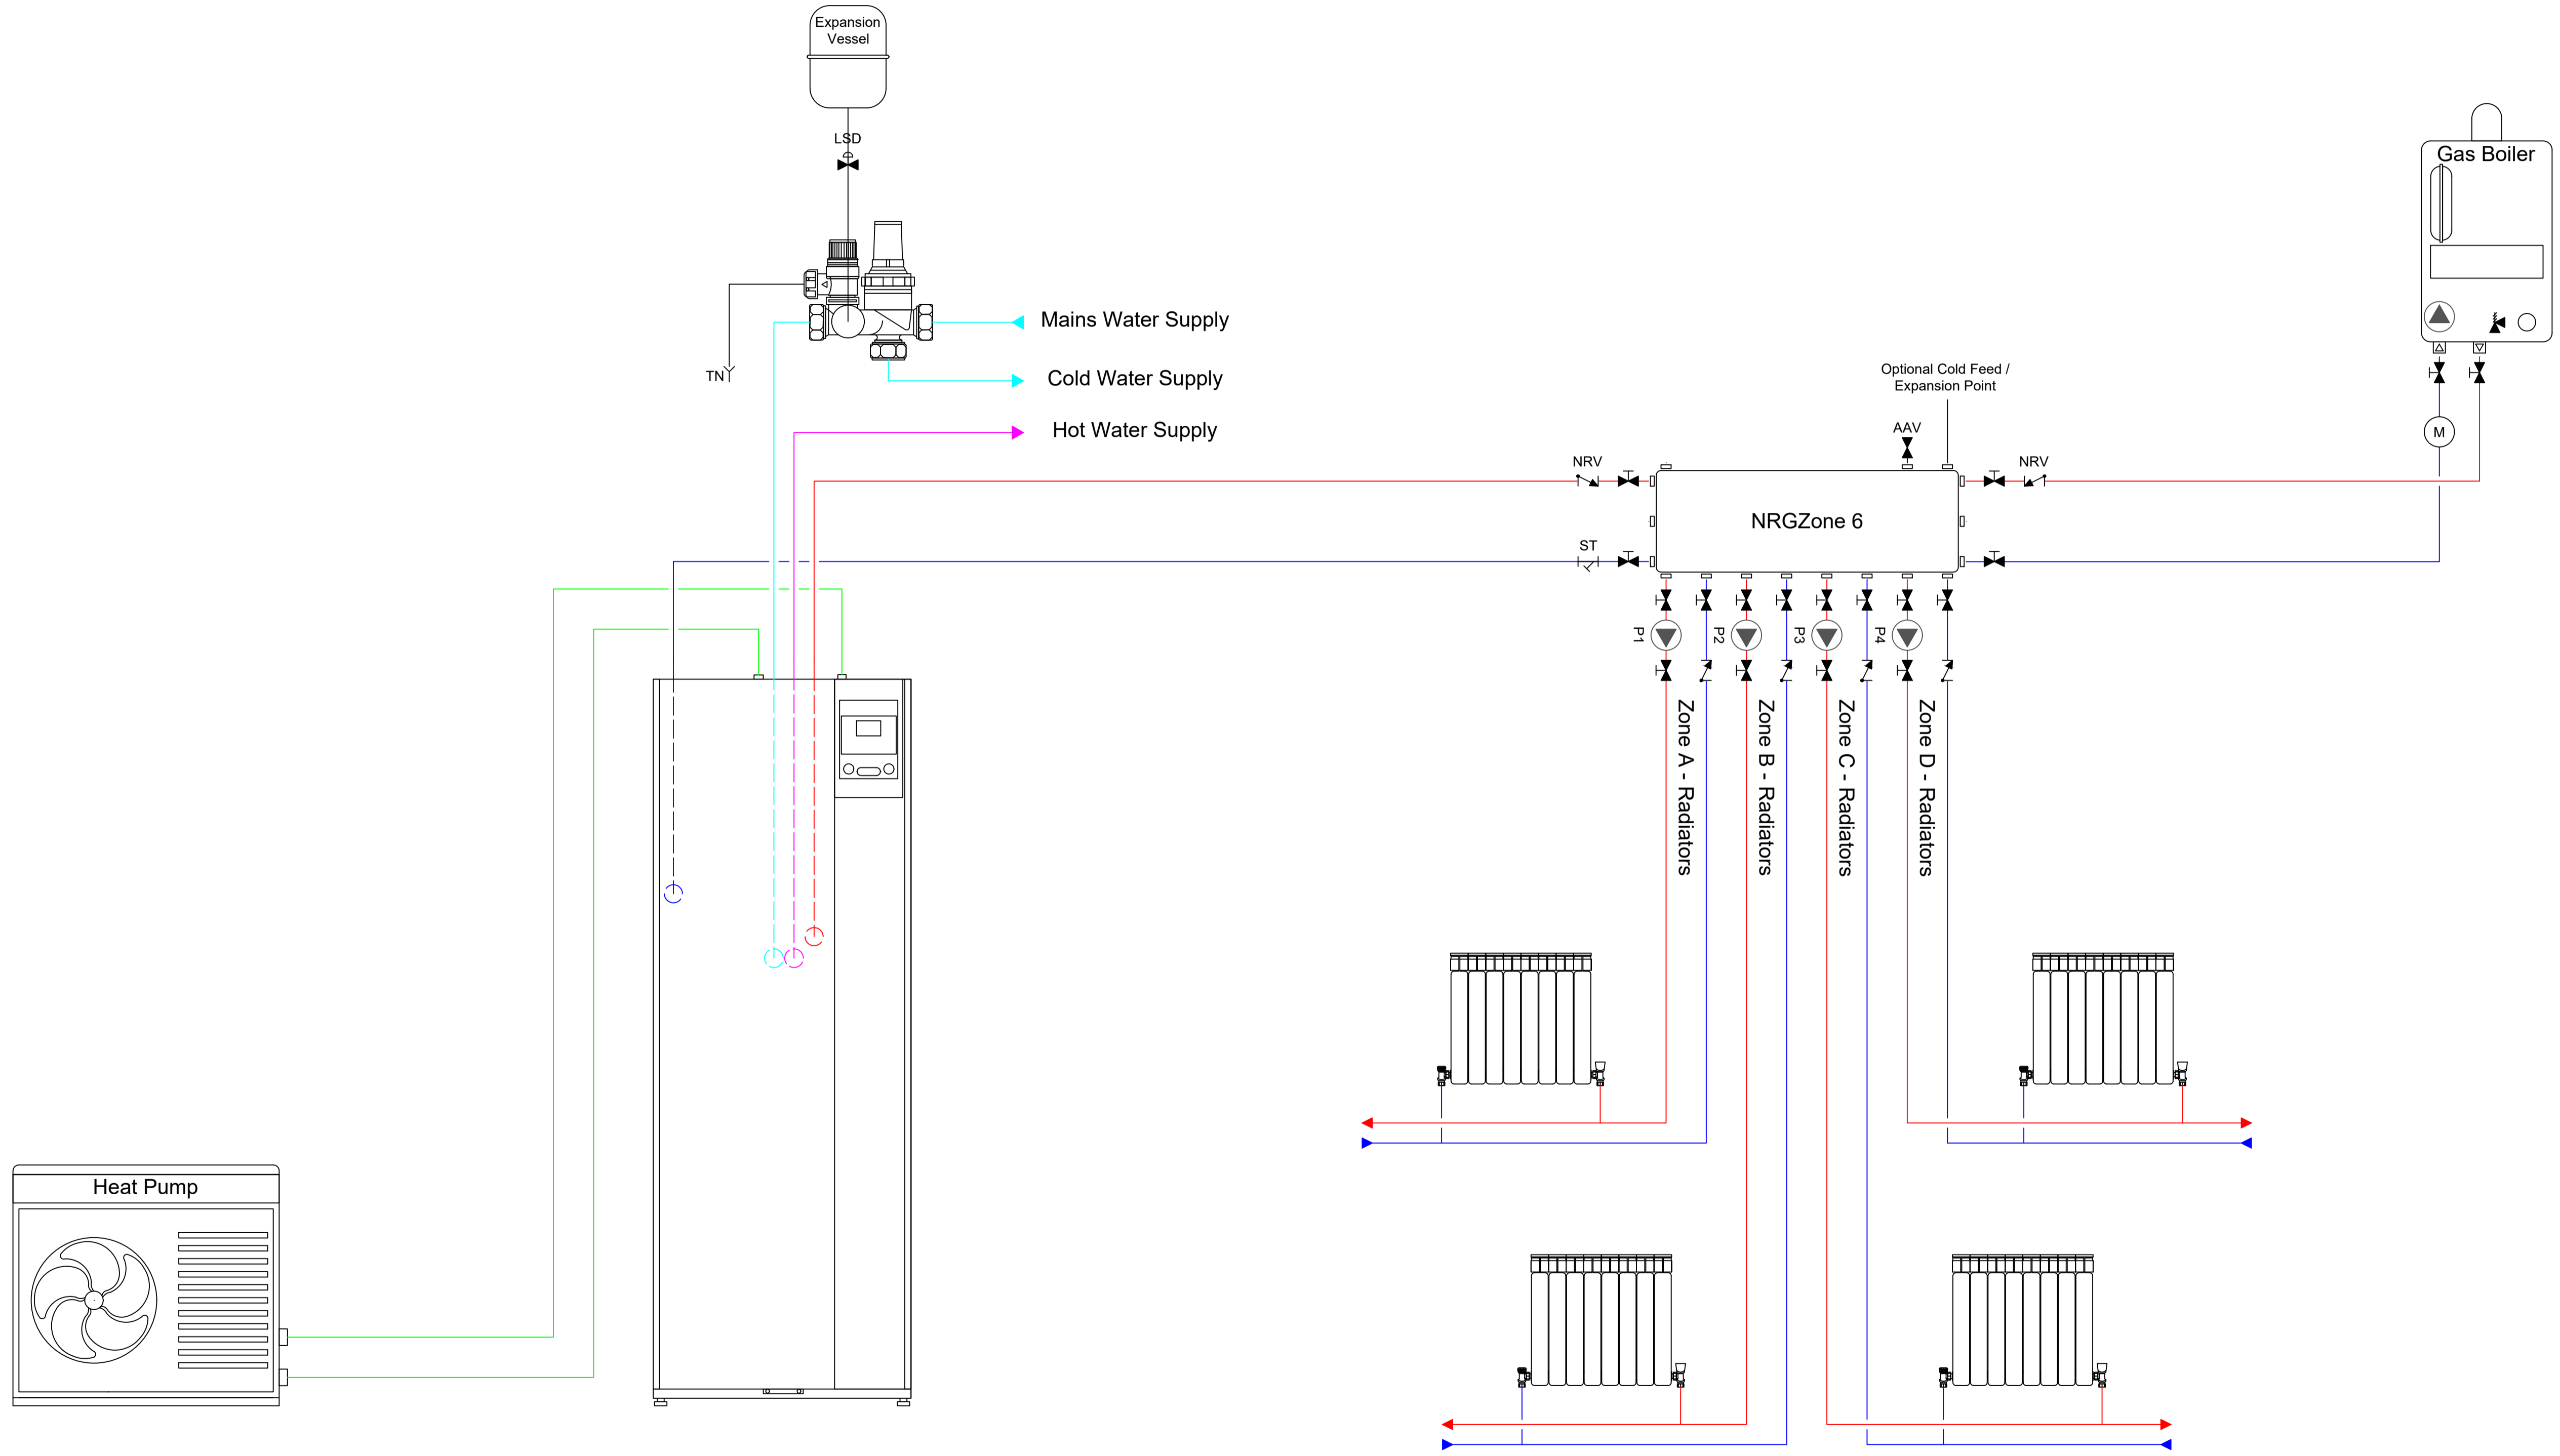 Expansion
Vessel
LSD
Gas Boiler
Mains Water Supply
TN
Cold Water Supply
Optional Cold Feed /
Expansion Point
Hot Water Supply
AAV
M
NRV
NRV
NRGZone 6
ST
P1
P2
P3
P4
Zone A - Radiators
Zone B - Radiators
Zone C - Radiators
Zone D - Radiators
Heat Pump